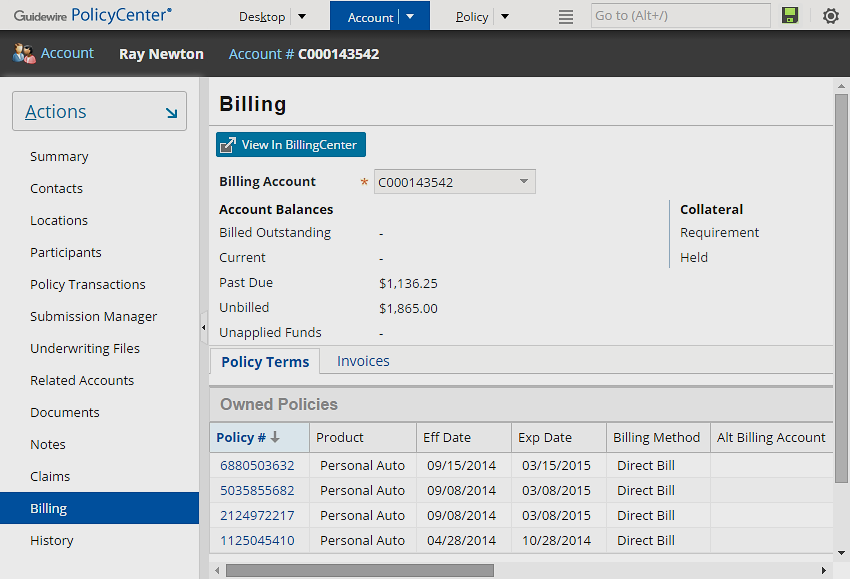 Guidewire PolicyCenter® Desktop Account Policy Go to (Alt+/)
Account Ray Newton Account # C000143542
Actions
Summary
Contacts
Locations
Participants
Policy Transactions
Submission Manager
Underwriting Files
Related Accounts
Documents
Notes
Claims
Billing
History
Billing
View In BillingCenter
Billing Account * C000143542
Account Balances
Billed Outstanding -
Current -
Past Due $1,136.25
Unbilled $1,865.00
Unapplied Funds -
Collateral
Requirement
Held
Policy Terms Invoices
Owned Policies
Policy # Product Eff Date Exp Date Billing Method Alt Billing Account
6880503632 Personal Auto 09/15/2014 03/15/2015 Direct Bill
5035855682 Personal Auto 09/08/2014 03/08/2015 Direct Bill
2124972217 Personal Auto 09/08/2014 03/08/2015 Direct Bill
1125045410 Personal Auto 04/28/2014 10/28/2014 Direct Bill